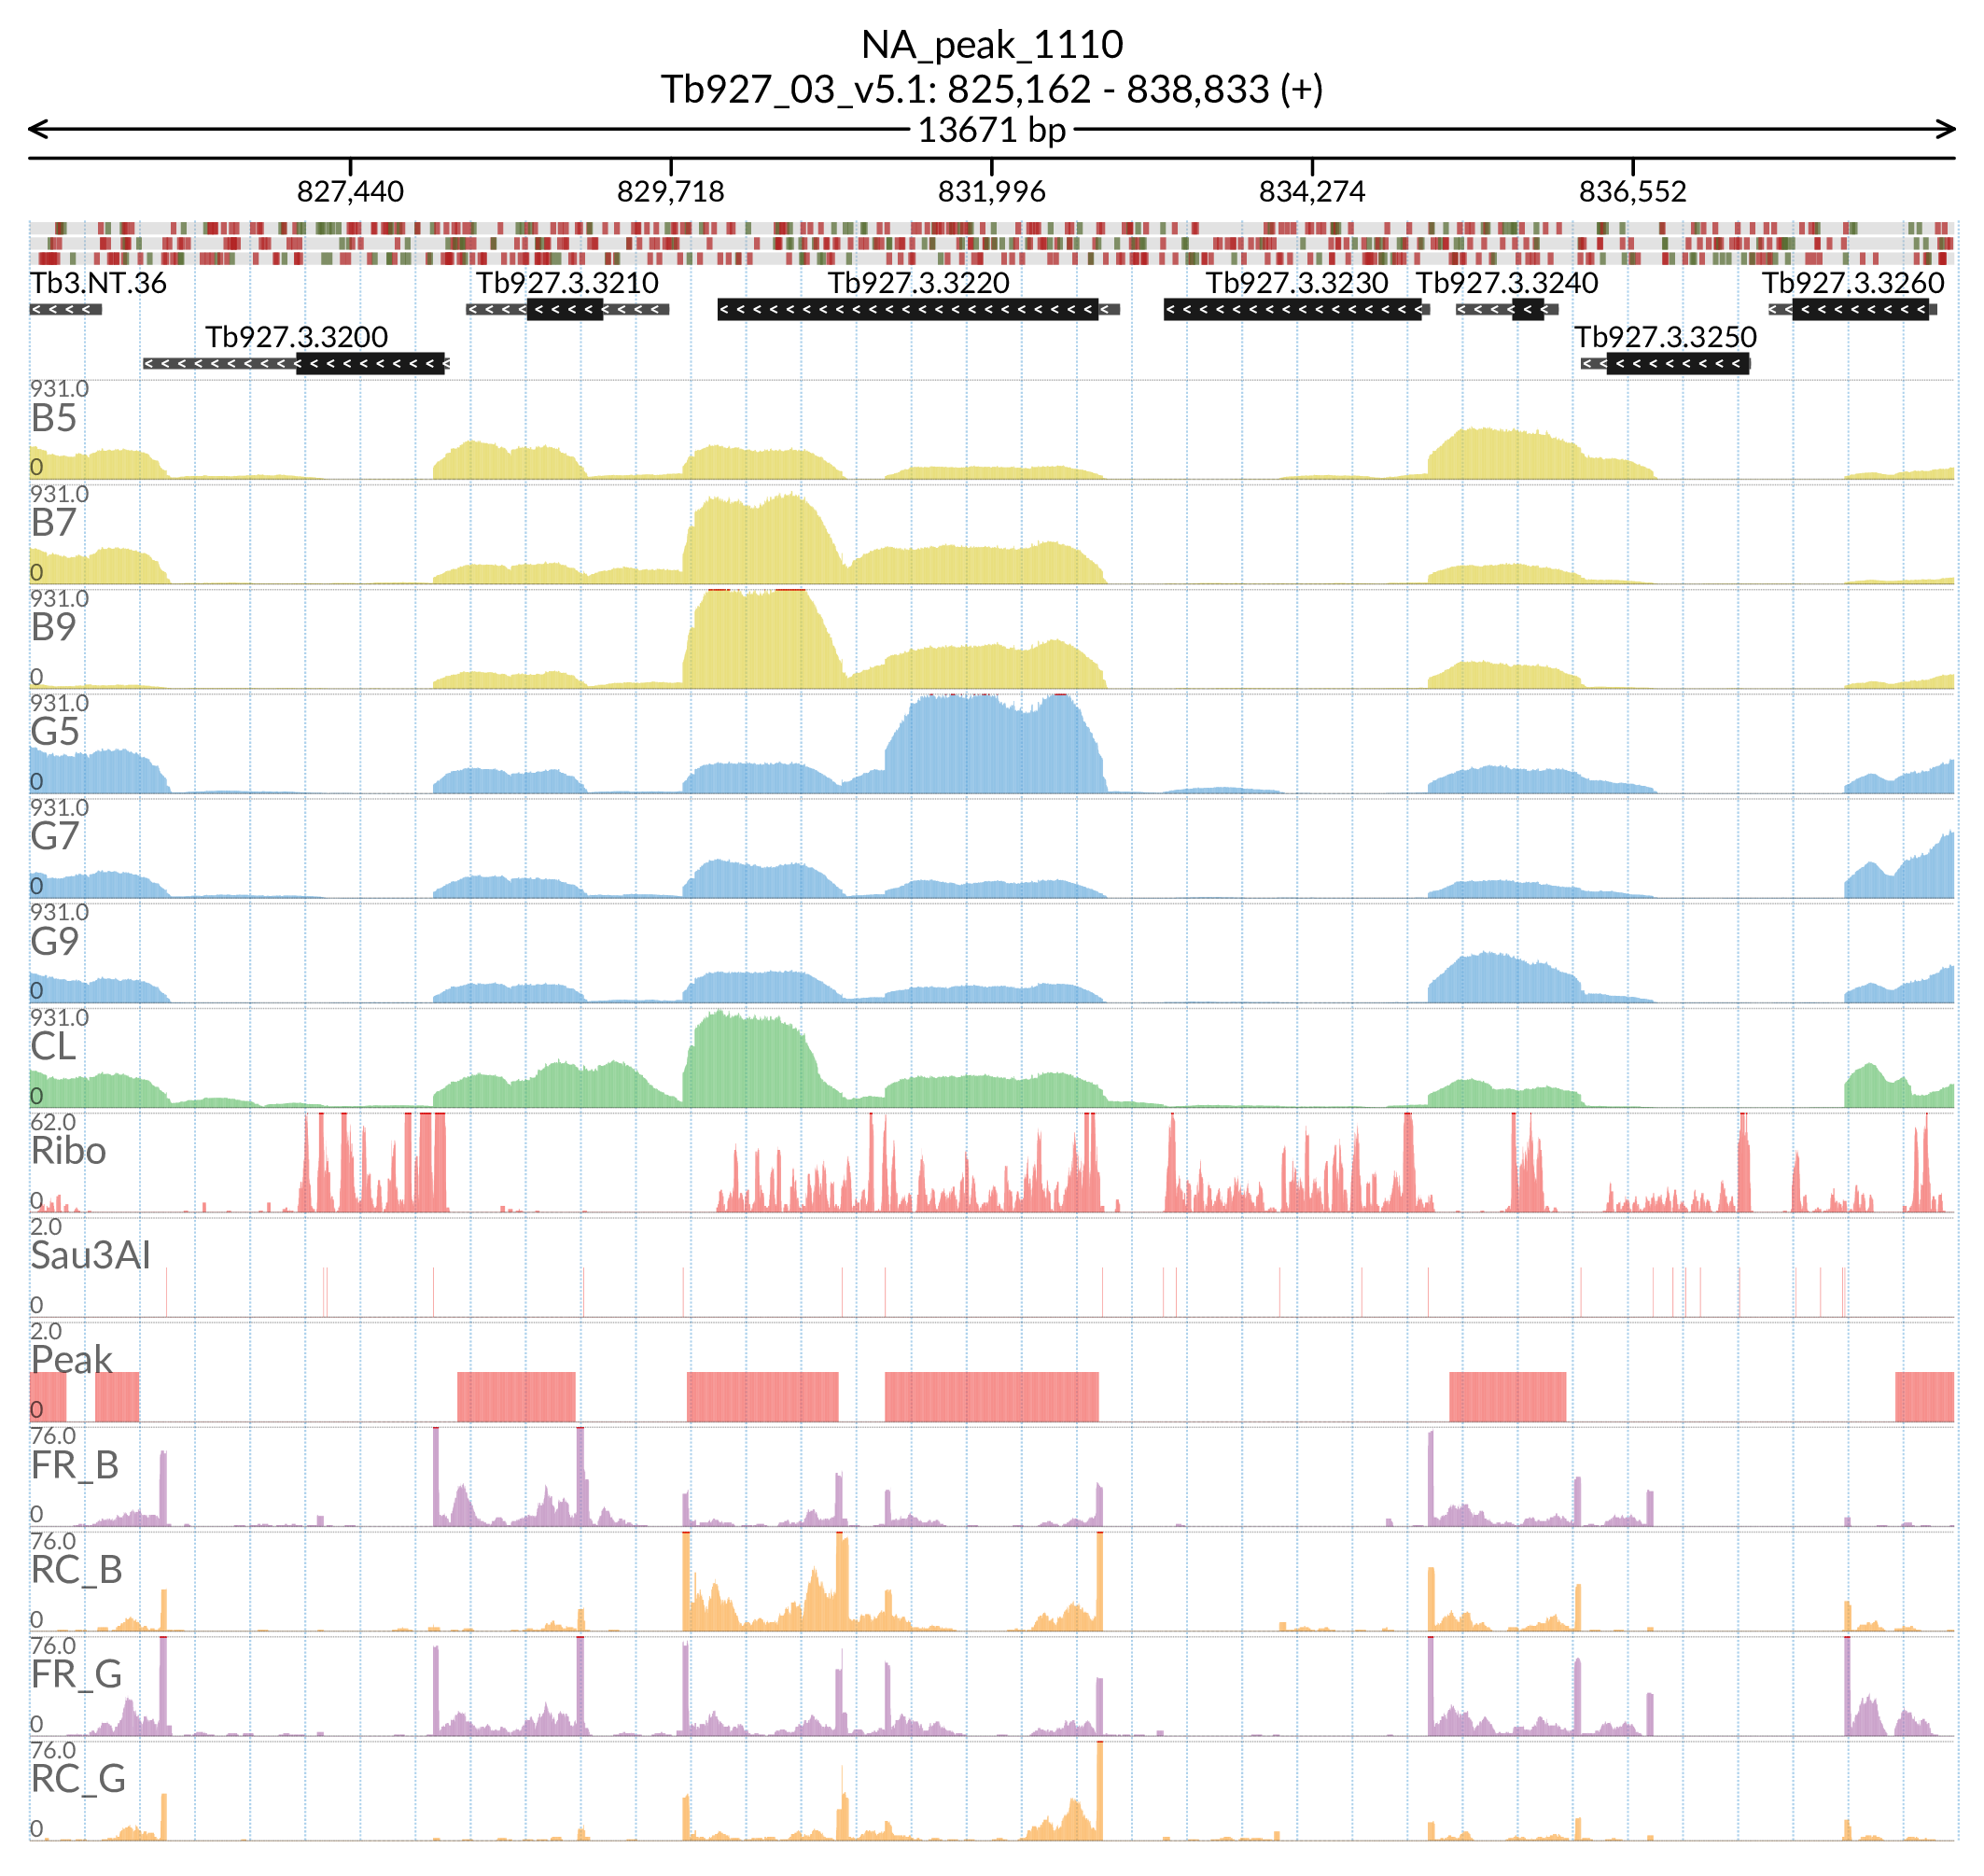 NA_peak_1110
Tb927_03_v5.1: 825,162 - 838,833 (+)
13671 bp
827,440 829,718 831,996 834,274 836,552
Tb3.NT.36 Tb927.3.3210 Tb927.3.3220 Tb927.3.3230 Tb927.3.3240 Tb927.3.3260
Tb927.3.3200 Tb927.3.3250
931.0
B5
0
931.0
B7
0
931.0
B9
0
931.0
G5
0
931.0
G7
0
931.0
G9
0
931.0
CL
0
62.0
Ribo
0
2.0
Sau3AI
0
2.0
Peak
0
76.0
FR_B
0
76.0
RC_B
0
76.0
FR_G
0
76.0
RC_G
0